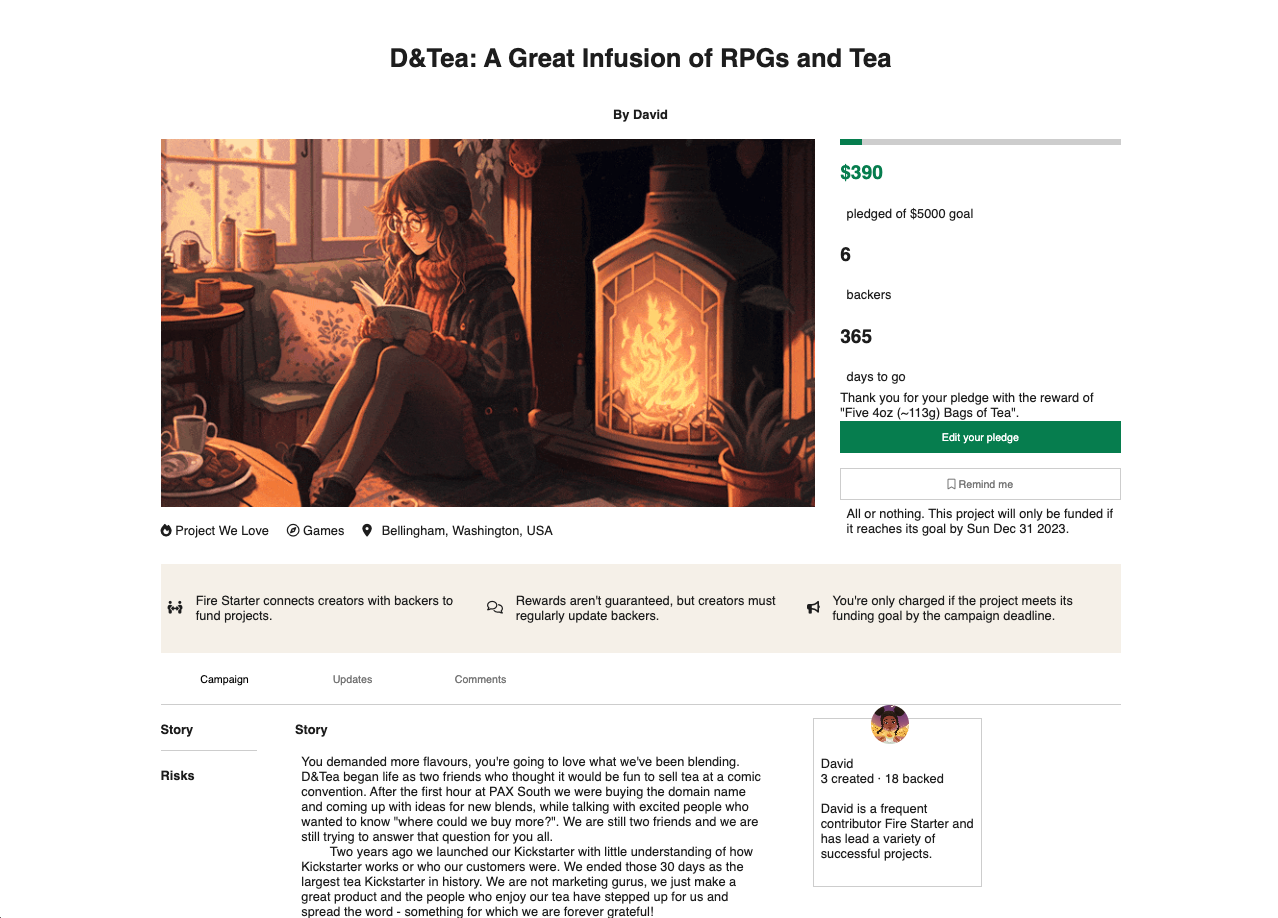 D&Tea: A Great Infusion of RPGs and Tea
By David
$390
pledged of $5000 goal
6
backers
365
days to go
Thank you for your pledge with the reward of
"Five 4oz (~113g) Bags of Tea".
Edit your pledge
Remind me
All or nothing. This project will only be funded if
it reaches its goal by Sun Dec 31 2023.
Project We Love Games Bellingham, Washington, USA
Fire Starter connects creators with backers to
fund projects.
Rewards aren't guaranteed, but creators must
regularly update backers.
You're only charged if the project meets its
funding goal by the campaign deadline.
Campaign Updates Comments
Story
Risks
Story
You demanded more flavours, you're going to love what we've been blending.
D&Tea began life as two friends who thought it would be fun to sell tea at a comic
convention. After the first hour at PAX South we were buying the domain name
and coming up with ideas for new blends, while talking with excited people who
wanted to know "where could we buy more?". We are still two friends and we are
still trying to answer that question for you all.
Two years ago we launched our Kickstarter with little understanding of how
Kickstarter works or who our customers were. We ended those 30 days as the
largest tea Kickstarter in history. We are not marketing gurus, we just make a
great product and the people who enjoy our tea have stepped up for us and
spread the word - something for which we are forever grateful!
David
3 created · 18 backed
David is a frequent
contributor Fire Starter and
has lead a variety of
successful projects.